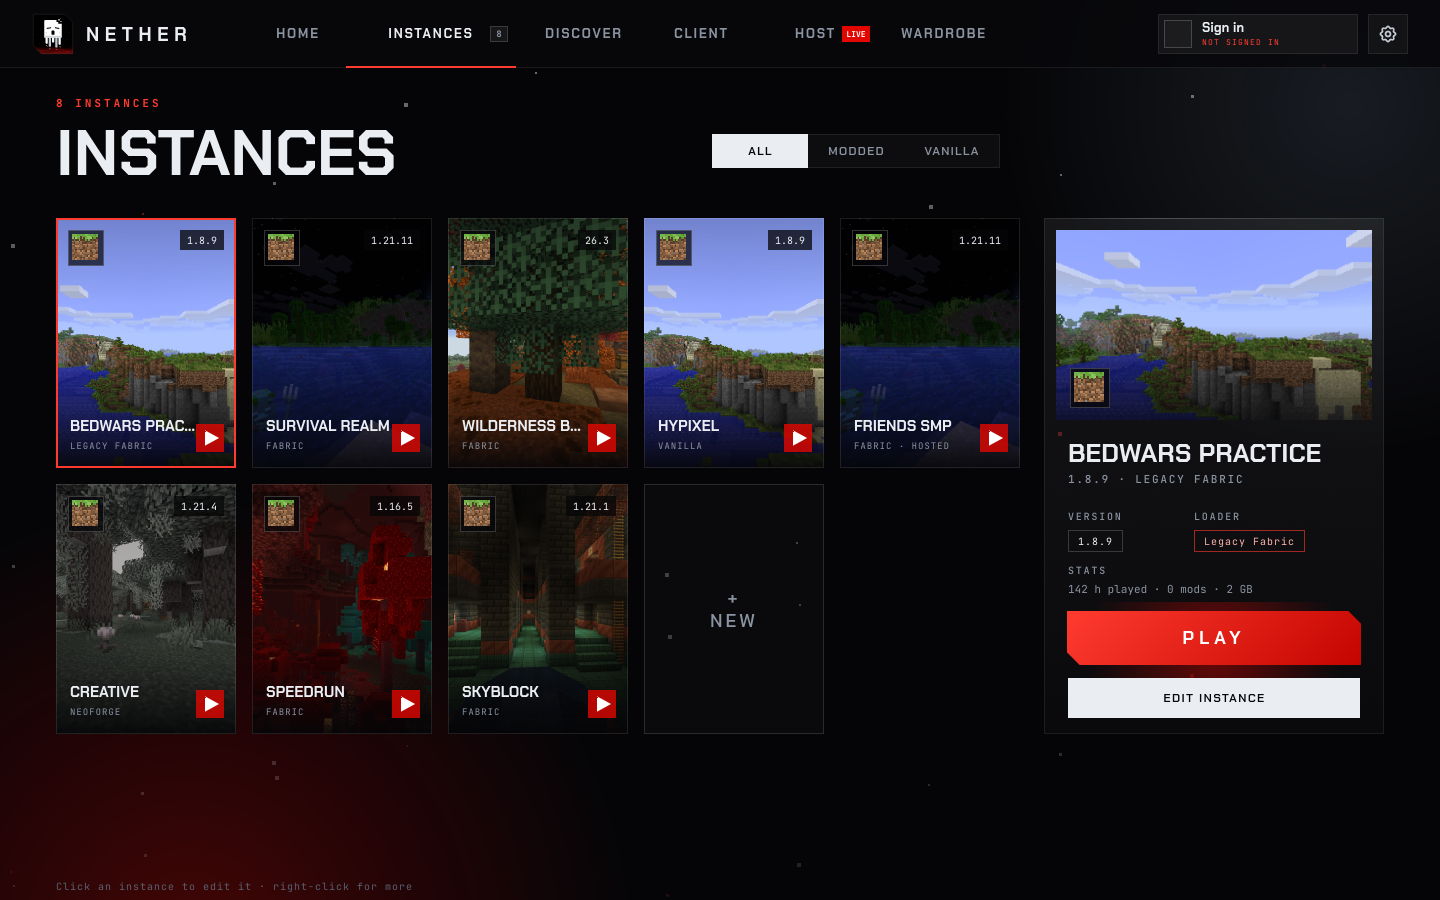 NETHER
HOME
INSTANCES 8
DISCOVER
CLIENT
HOST LIVE
WARDROBE
Sign in
NOT SIGNED IN
8 INSTANCES
INSTANCES
ALL
MODDED
VANILLA
1.8.9
BEDWARS PRAC...
LEGACY FABRIC
1.21.11
SURVIVAL REALM
FABRIC
26.3
WILDERNESS B...
FABRIC
1.8.9
HYPIXEL
VANILLA
1.21.11
FRIENDS SMP
FABRIC · HOSTED
1.21.4
CREATIVE
NEOFORGE
1.16.5
SPEEDRUN
FABRIC
1.21.1
SKYBLOCK
FABRIC
+
NEW
BEDWARS PRACTICE
1.8.9 · LEGACY FABRIC
VERSION
1.8.9
LOADER
Legacy Fabric
STATS
142 h played · 0 mods · 2 GB
PLAY
EDIT INSTANCE
Click an instance to edit it · right-click for more